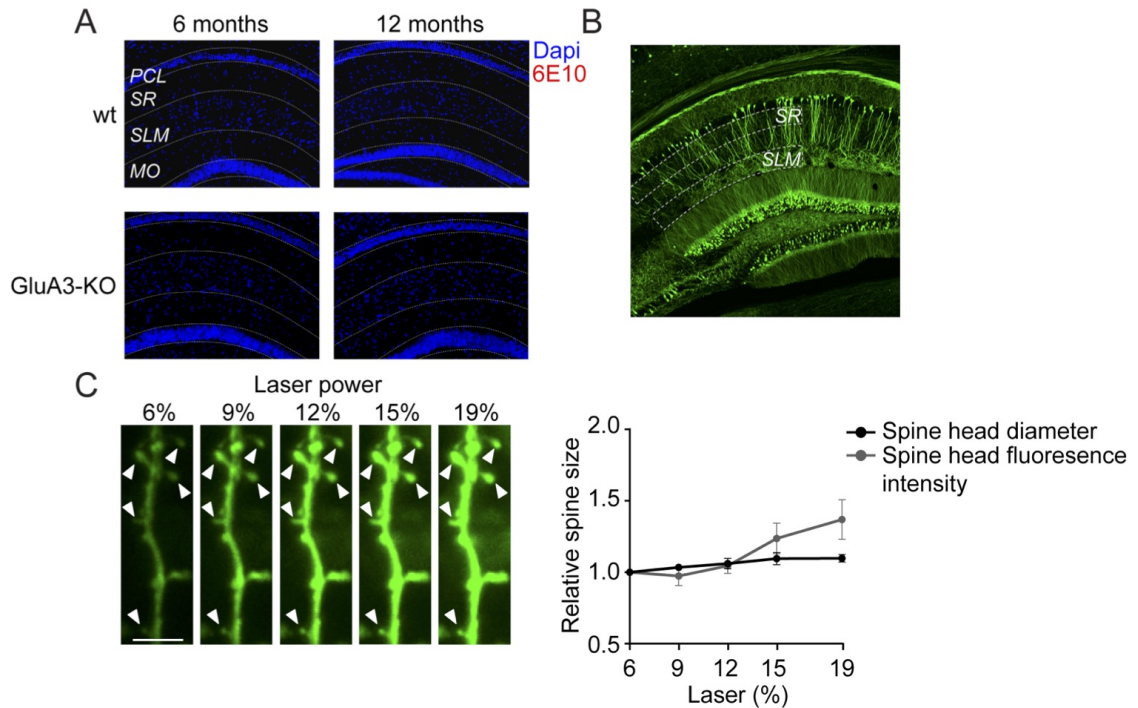 A
6 months
12 months
Dapi
6E10
wt
PCL
SR
SLM
MO
GluA3-KO
B
SR
SLM
C
Laser power
6%
9%
12%
15%
19%
Relative spine size
2.0
1.5
1.0
0.5
6
9
12
15
19
Laser (%)
Spine head diameter
Spine head fluoresence
intensity